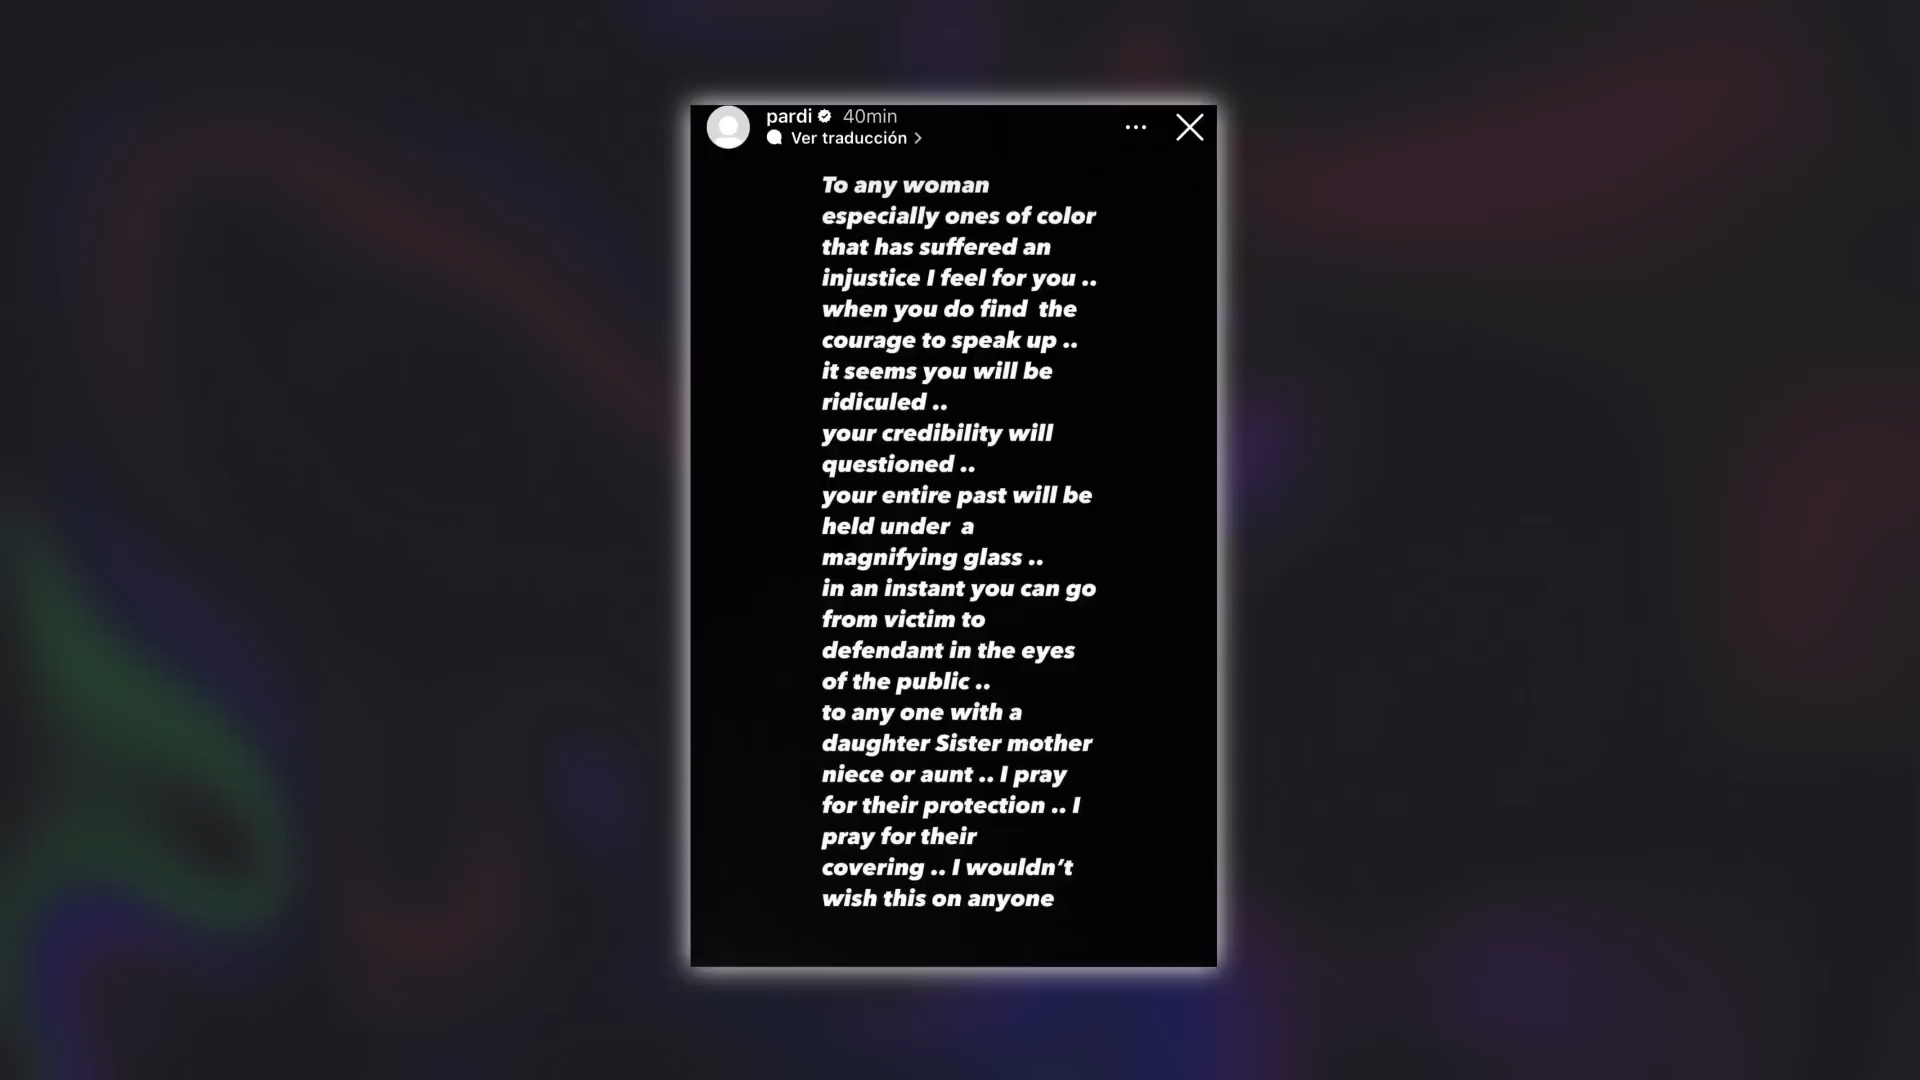 pardi 40min
Ver traducción
To any woman
especially ones of color
that has suffered an
injustice I feel for you ..
when you do find the
courage to speak up ..
it seems you will be
ridiculed ..
your credibility will
questioned ..
your entire past will be
held under a
magnifying glass ..
in an instant you can go
from victim to
defendant in the eyes
of the public ..
to any one with a
daughter Sister mother
niece or aunt .. I pray
for their protection .. I
pray for their
covering .. I wouldn't
wish this on anyone